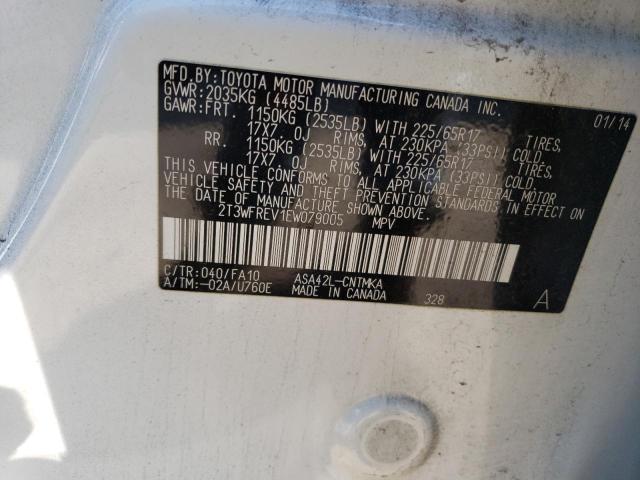 MFD. BY: TOYOTA MOTOR MANUFACTURING CANADA INC. 01/14
GVWR: 2035KG (4485LB)
GAWR: FRT. 1150KG (2535LB) WITH 225/65R17 TIRES,
17X7. OJ RIMS, AT 230KPA (33PSI) COLD.
RR. 1150KG (2535LB) WITH 225/65R17 TIRES,
17X7. OJ RIMS, AT 230KPA (33PSI) COLD.
THIS VEHICLE CONFORMS TO ALL APPLICABLE FEDERAL MOTOR
VEHICLE SAFETY AND THEFT PREVENTION STANDARDS IN EFFECT ON
THE DATE OF MANUFACTURE SHOWN ABOVE.
2T3WFREV1EW079005 MPV
C/TR: 040/FA10 ASA42L-CNTMKA
A/TM: -02A/U760E MADE IN CANADA 328 A